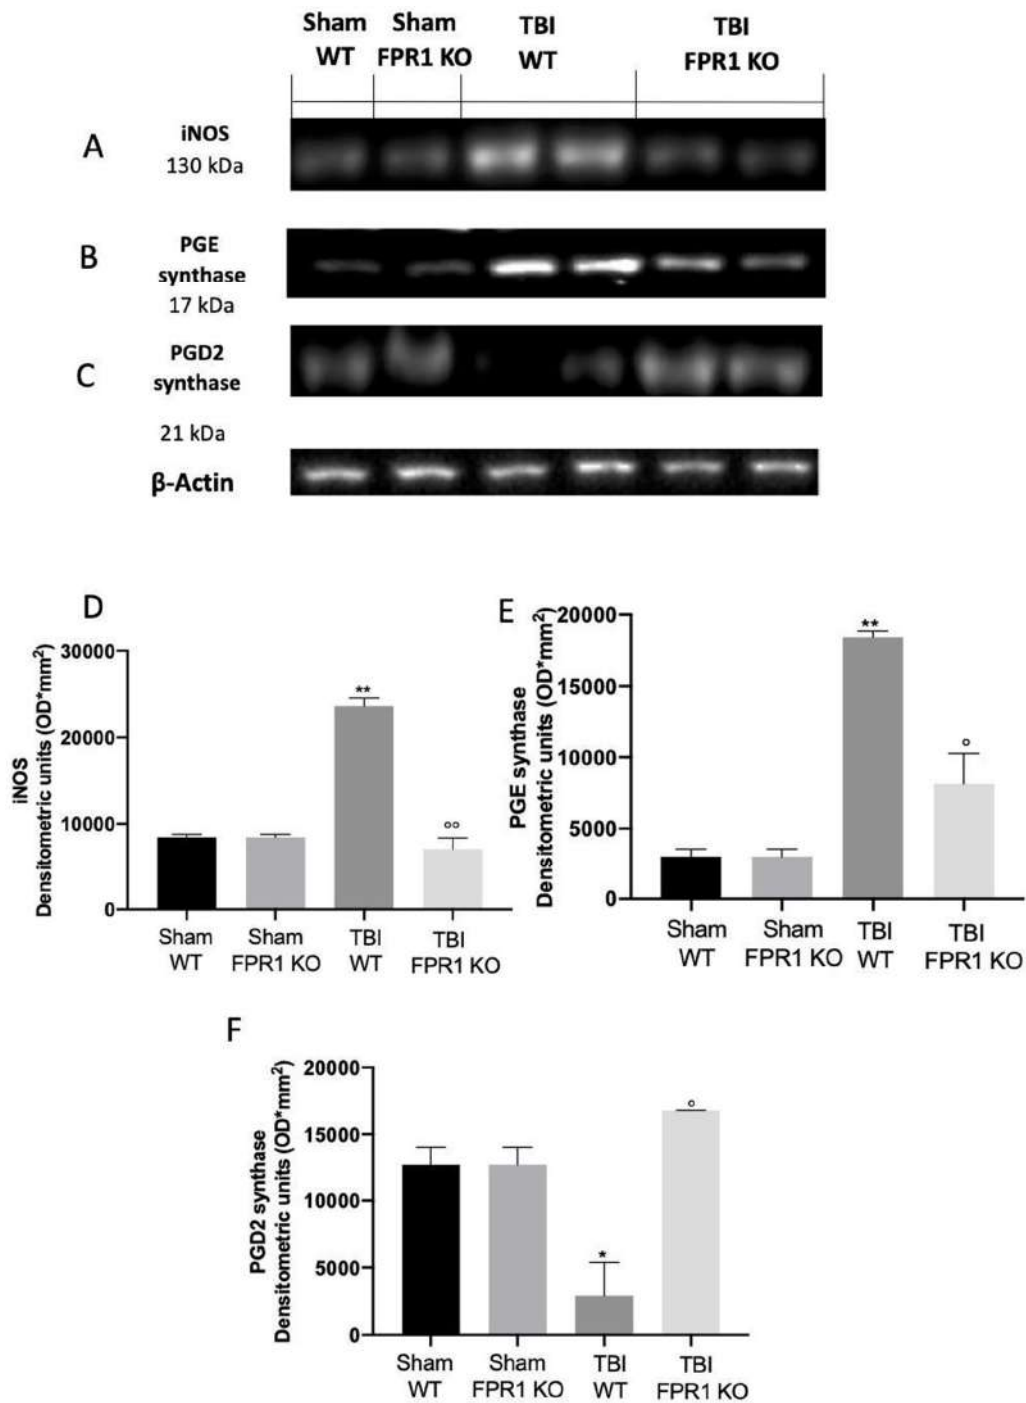 Sham Sham TBI TBI
WT FPR1 KO WT FPR1 KO
A iNOS
130 kDa
B PGE
synthase
17 kDa
C PGD2
synthase
21 kDa
β-Actin
D
iNOS
Densitometric units (OD*mm²)
30000
20000
10000
0
**
°°
Sham Sham TBI TBI
WT FPR1 KO WT FPR1 KO
E
PGE synthase
Densitometric units (OD*mm²)
20000
15000
10000
5000
0
**
°
Sham Sham TBI TBI
WT FPR1 KO WT FPR1 KO
F
PGD2 synthase
Densitometric units (OD*mm²)
20000
15000
10000
5000
0
*
°
Sham Sham TBI TBI
WT FPR1 KO WT FPR1 KO